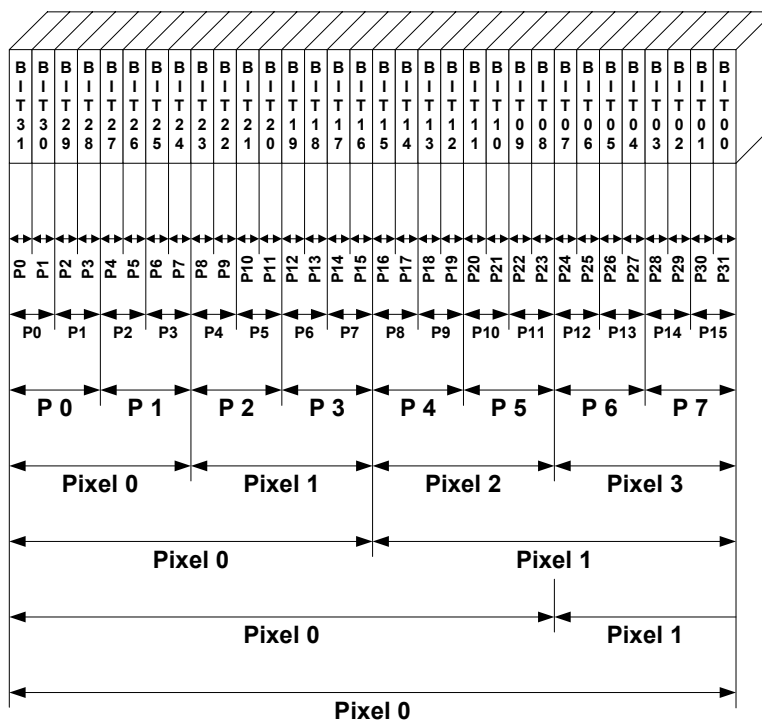 BIT31 BIT30 BIT29 BIT28 BIT27 BIT26 BIT25 BIT24 BIT23 BIT22 BIT21 BIT20 BIT19 BIT18 BIT17 BIT16 BIT15 BIT14 BIT13 BIT12 BIT11 BIT10 BIT09 BIT08 BIT07 BIT06 BIT05 BIT04 BIT03 BIT02 BIT01 BIT00
P0 P1 P2 P3 P4 P5 P6 P7 P8 P9 P10 P11 P12 P13 P14 P15 P16 P17 P18 P19 P20 P21 P22 P23 P24 P25 P26 P27 P28 P29 P30 P31
P0 P1 P2 P3 P4 P5 P6 P7 P8 P9 P10 P11 P12 P13 P14 P15
P 0 P 1 P 2 P 3 P 4 P 5 P 6 P 7
Pixel 0 Pixel 1 Pixel 2 Pixel 3
Pixel 0 Pixel 1
Pixel 0 Pixel 1
Pixel 0